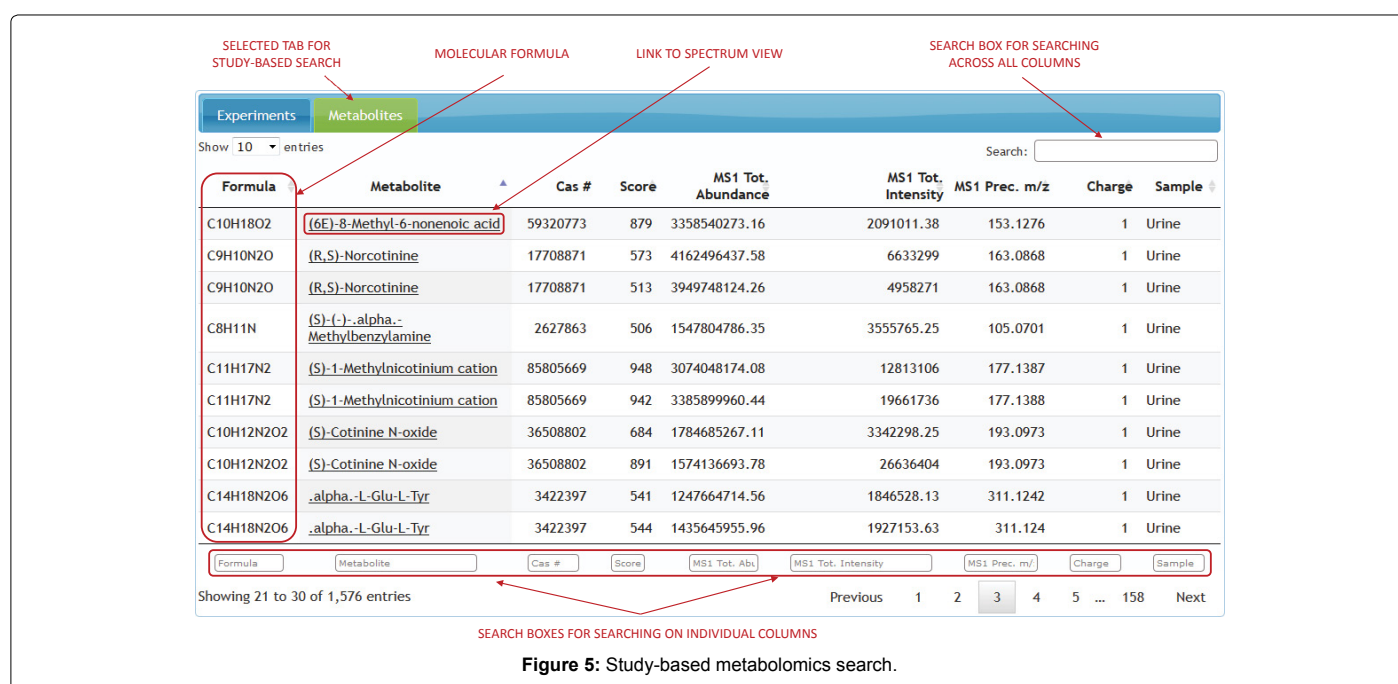 SELECTED TAB FOR
STUDY-BASED SEARCH
MOLECULAR FORMULA
LINK TO SPECTRUM VIEW
SEARCH BOX FOR SEARCHING
ACROSS ALL COLUMNS
Experiments Metabolites
Show 10 entries
Search:
Formula Metabolite Cas # Score MS1 Tot. Abundance MS1 Tot. Intensity MS1 Prec. m/z Charge Sample
C10H18O2 (6E)-8-Methyl-6-nonenoic acid 59320773 879 3358540273.16 2091011.38 153.1276 1 Urine
C9H10N2O (R,S)-Norcotinine 17708871 573 4162496437.58 6633299 163.0868 1 Urine
C9H10N2O (R,S)-Norcotinine 17708871 513 3949748124.26 4958271 163.0868 1 Urine
C8H11N (S)-(-)-.alpha.-
Methylbenzylamine 2627863 506 1547804786.35 3555765.25 105.0701 1 Urine
C11H17N2 (S)-1-Methylnicotinium cation 85805669 948 3074048174.08 12813106 177.1387 1 Urine
C11H17N2 (S)-1-Methylnicotinium cation 85805669 942 3385899960.44 19661736 177.1388 1 Urine
C10H12N2O2 (S)-Cotinine N-oxide 36508802 684 1784685267.11 3342298.25 193.0973 1 Urine
C10H12N2O2 (S)-Cotinine N-oxide 36508802 891 1574136693.78 26636404 193.0973 1 Urine
C14H18N2O6 .alpha.-L-Glu-L-Tyr 3422397 541 1247664714.56 1846528.13 311.1242 1 Urine
C14H18N2O6 .alpha.-L-Glu-L-Tyr 3422397 544 1435645955.96 1927153.63 311.124 1 Urine
Formula Metabolite Cas # Score MS1 Tot. Abu MS1 Tot. Intensity MS1 Prec. m/ Charge Sample
Showing 21 to 30 of 1,576 entries
Previous 1 2 3 4 5 ... 158 Next
SEARCH BOXES FOR SEARCHING ON INDIVIDUAL COLUMNS
Figure 5: Study-based metabolomics search.